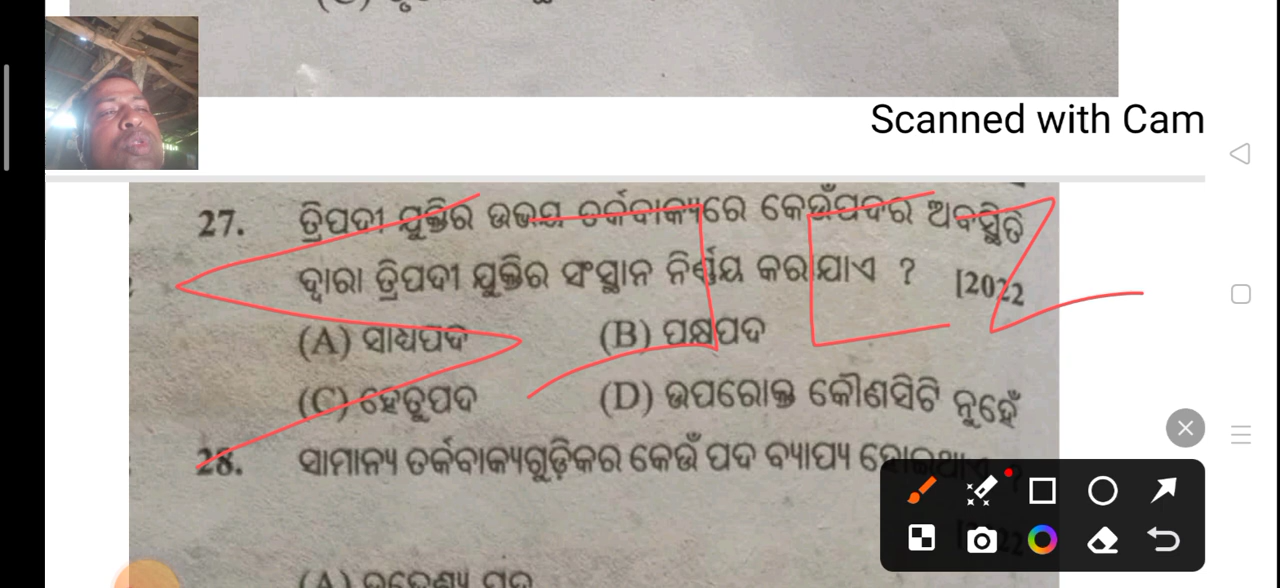 Scanned with Cam
27. ତ୍ରିପଦୀ ଯୁକ୍ତିର ଉଭୟ ତର୍କବାକ୍ୟରେ କେଉଁପଦର ଅବସ୍ଥିତି
ଦ୍ୱାରା ତ୍ରିପଦୀ ଯୁକ୍ତିର ସଂସ୍ଥାନ ନିର୍ଣ୍ଣୟ କରାଯାଏ ? [2022
(A) ସାଧ୍ୟପଦ (B) ପକ୍ଷପଦ
(C) ହେତୁପଦ (D) ଉପରୋକ୍ତ କୌଣସିଟି ନୁହେଁ
28. ସାମାନ୍ୟ ତର୍କବାକ୍ୟଗୁଡ଼ିକର କେଉଁ ପଦ ବ୍ୟାପ୍ୟ ହୋଇଥାଏ ?